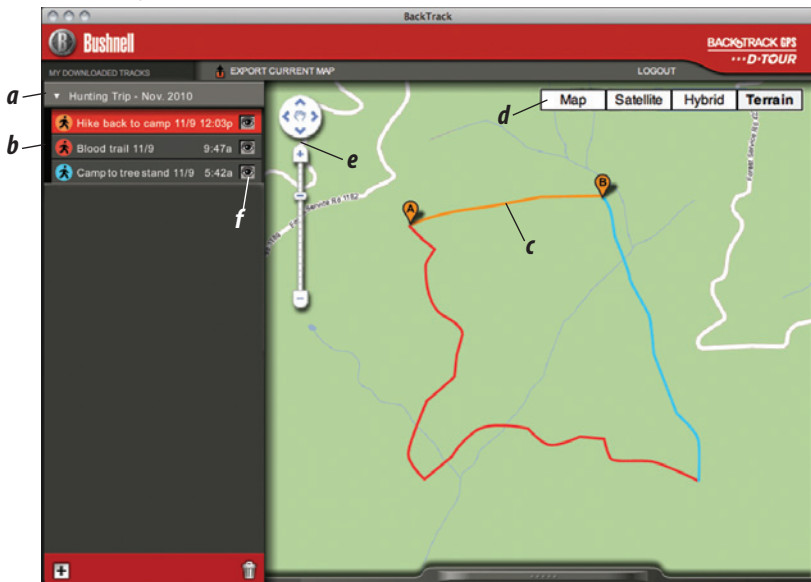 BackTrack
B Bushnell
BACKTRACK GPS
D-TOUR
MY DOWNLOADED TRACKS
EXPORT CURRENT MAP
LOGOUT
a
Hunting Trip - Nov. 2010
Hike back to camp 11/9 12:03p
b
Blood trail 11/9 9:47a
Camp to tree stand 11/9 5:42a
f
e
d
Map Satellite Hybrid Terrain
A
B
c